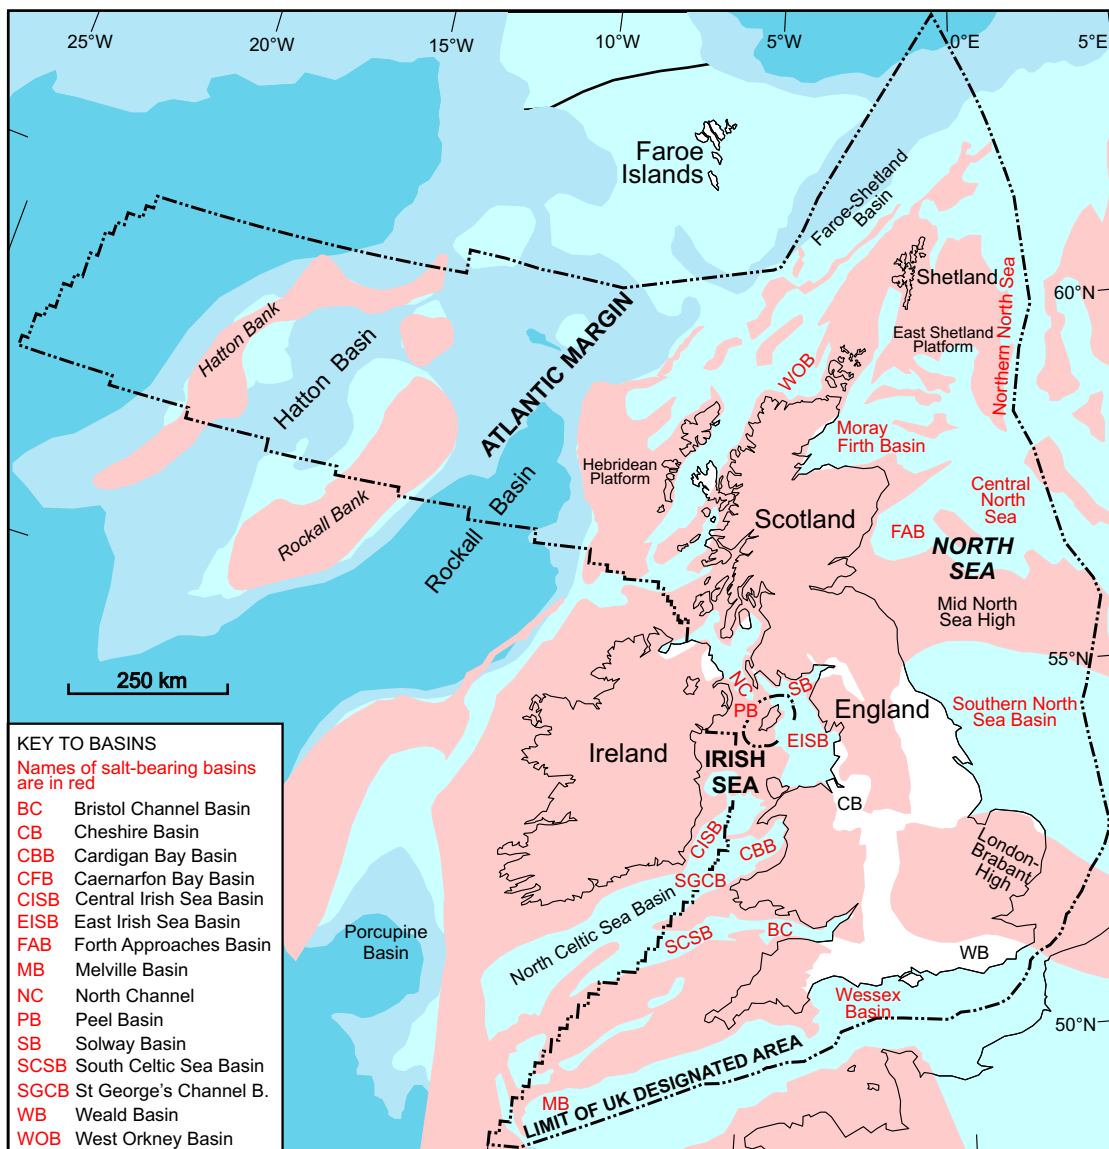 25°W
20°W
15°W
10°W
5°W
0°E
5°E
Faroe
Islands
Faroe-Shetland
Basin
Shetland
60°N
Northern North Sea
East Shetland
Platform
Hatton Bank
Hatton Basn
ATLANTIC MARGIN
WOB
Moray
Firth Basin
Hebridean
Platform
Central
North
Sea
Rockall Bank
Rockall Basin
Scotland
FAB
NORTH
SEA
Mid North
Sea High
55°N
250 km
NC
SB
PB
England
Southern North
Sea Basin
Ireland
EISB
IRISH
SEA
CB
CISB
CBB
London-
Brabant
High
SGCB
North Celtic Sea Basin
Porcupine
Basin
SCSB
BC
WB
Wessex
Basin
50°N
MB
LIMIT OF UK DESIGNATED AREA
KEY TO BASINS
Names of salt-bearing basins
are in red
BC Bristol Channel Basin
CB Cheshire Basin
CBB Cardigan Bay Basin
CFB Caernarfon Bay Basin
CISB Central Irish Sea Basin
EISB East Irish Sea Basin
FAB Forth Approaches Basin
MB Melville Basin
NC North Channel
PB Peel Basin
SB Solway Basin
SCSB South Celtic Sea Basin
SGCB St George's Channel B.
WB Weald Basin
WOB West Orkney Basin